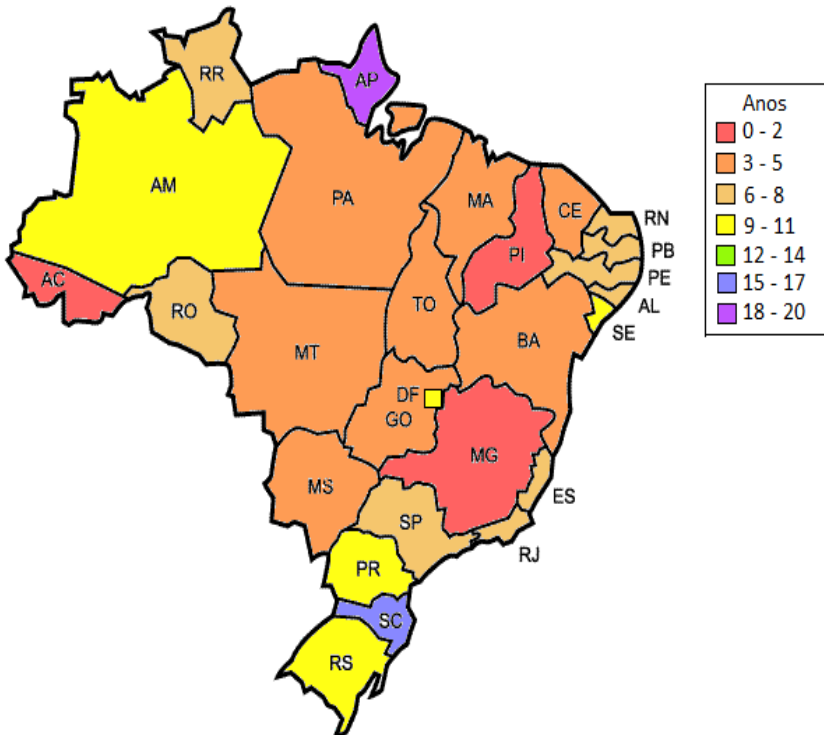 RR
AP
AM
PA
MA
CE
RN
PB
PE
AL
SE
PI
AC
RO
TO
BA
MT
DF
GO
MG
MS
ES
SP
RJ
PR
SC
RS
Anos
0 - 2
3 - 5
6 - 8
9 - 11
12 - 14
15 - 17
18 - 20